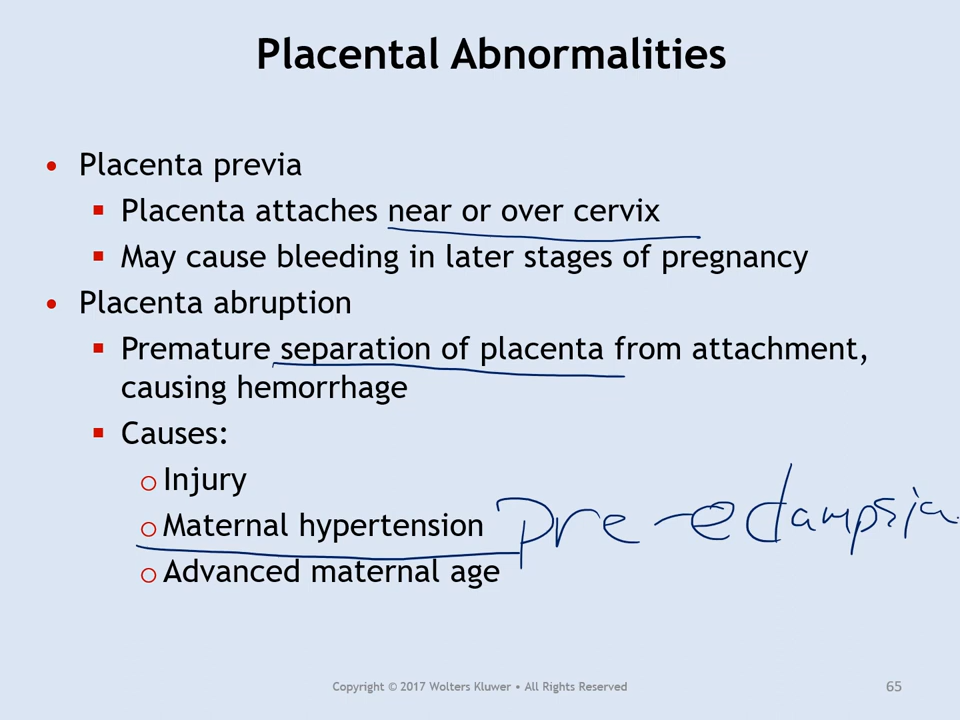 Placental Abnormalities
• Placenta previa
▪ Placenta attaches near or over cervix
▪ May cause bleeding in later stages of pregnancy
• Placenta abruption
▪ Premature separation of placenta from attachment,
causing hemorrhage
▪ Causes:
o Injury
o Maternal hypertension pre-eclampsia
o Advanced maternal age
Copyright © 2017 Wolters Kluwer • All Rights Reserved 65